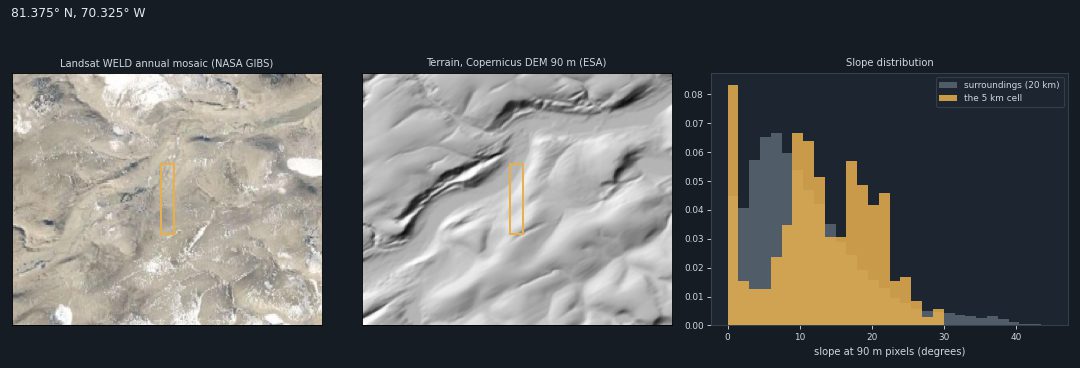 81.375° N, 70.325° W
Landsat WELD annual mosaic (NASA GIBS)
Terrain, Copernicus DEM 90 m (ESA)
Slope distribution
surroundings (20 km)
the 5 km cell
0.08
0.07
0.06
0.05
0.04
0.03
0.02
0.01
0.00
0 10 20 30 40
slope at 90 m pixels (degrees)